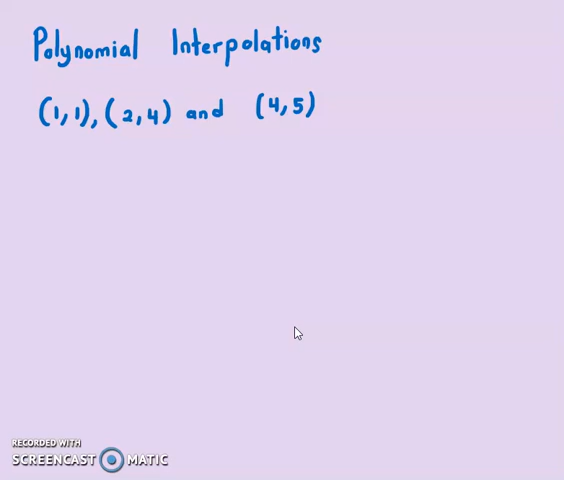 Polynomial Interpolations
(1,1), (2,4) and (4,5)
RECORDED WITH
SCREENCAST MATIC